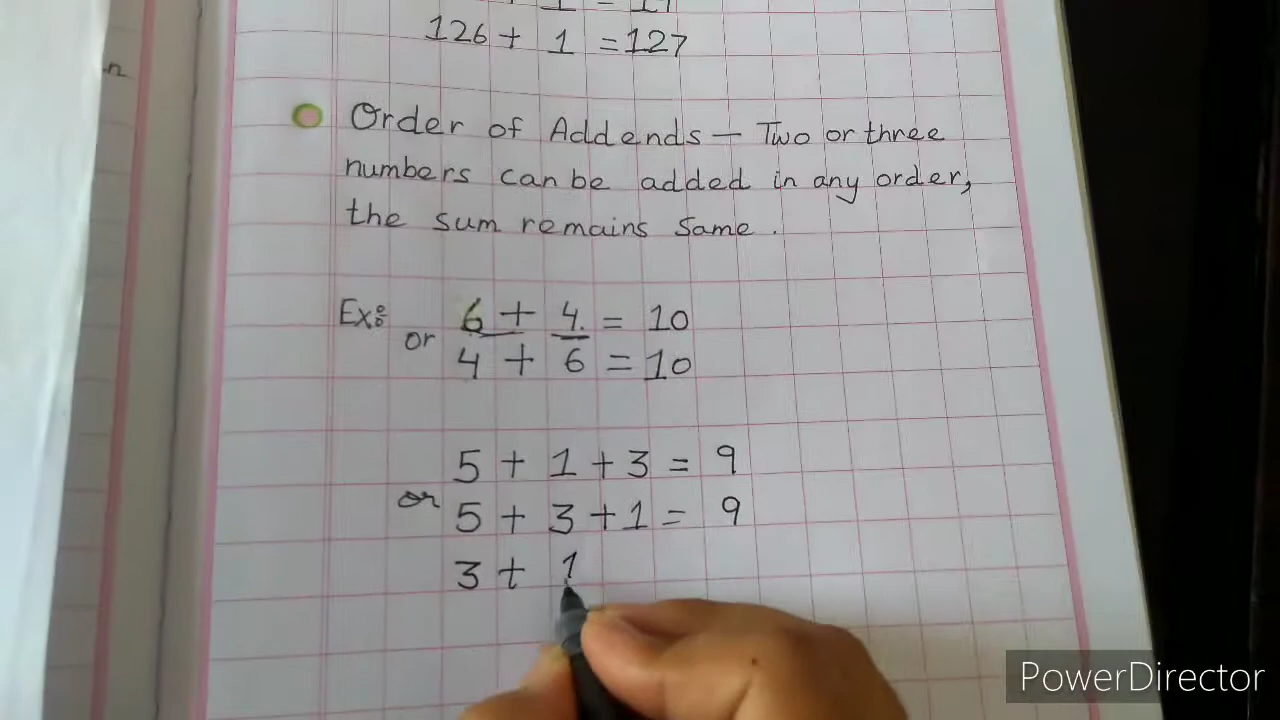 126 + 1 = 127
n
Order of Addends — Two or three
numbers can be added in any order,
the sum remains same.
Ex: 6 + 4 = 10
or 4 + 6 = 10
5 + 1 + 3 = 9
or 5 + 3 + 1 = 9
3 + 1
PowerDirector